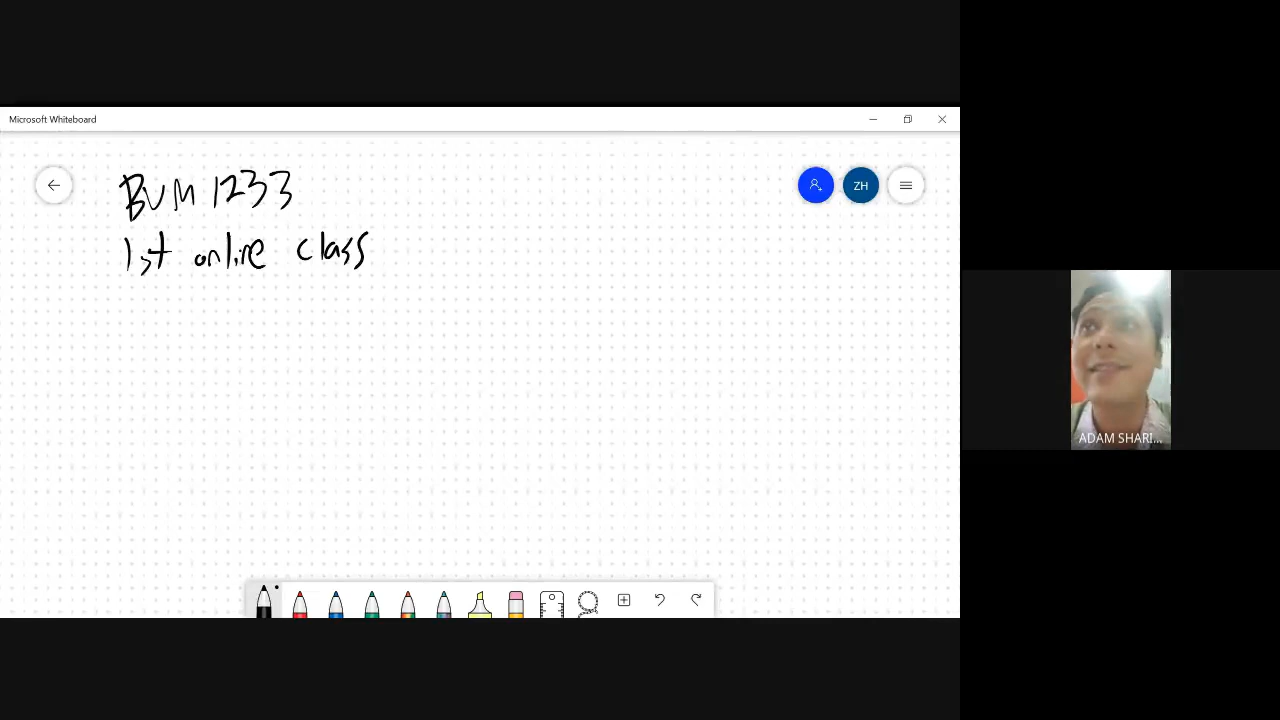 Microsoft Whiteboard
BUM 1233
ZH
1st online class
ADAM SHARI...